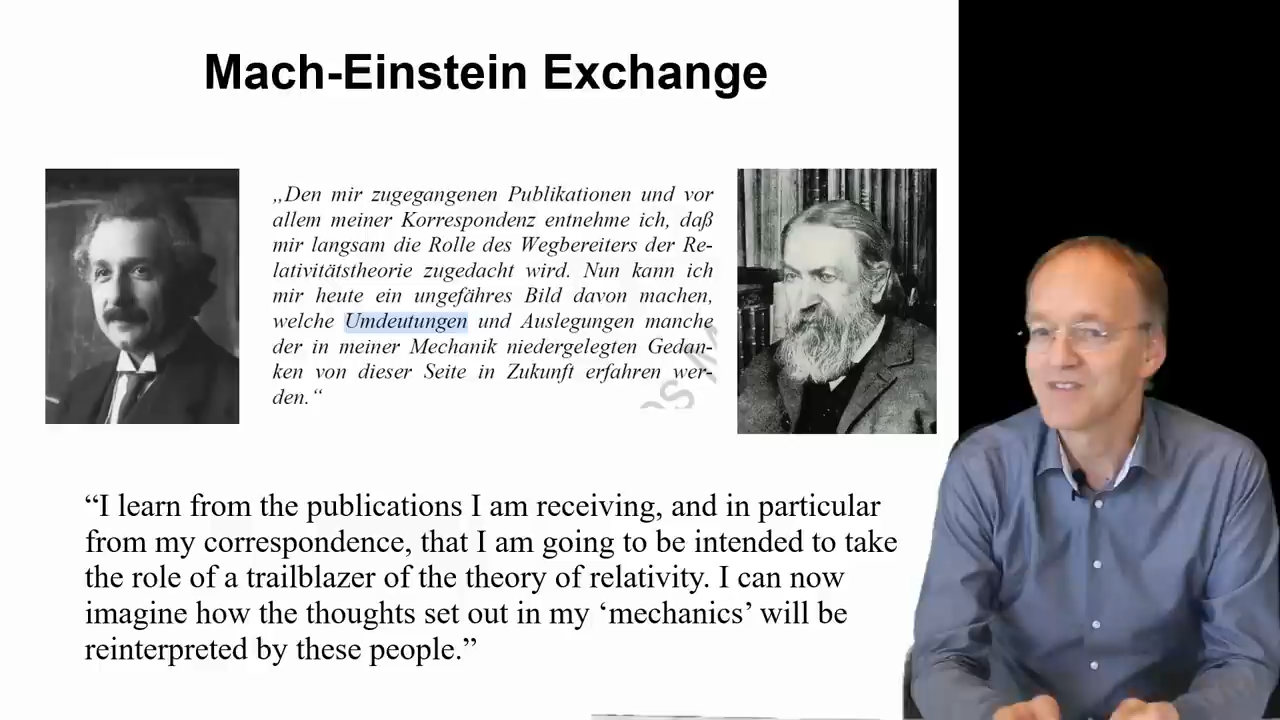 Mach-Einstein Exchange
„Den mir zugegangenen Publikationen und vor
allem meiner Korrespondenz entnehme ich, daß
mir langsam die Rolle des Wegbereiters der Re-
lativitätstheorie zugedacht wird. Nun kann ich
mir heute ein ungefähres Bild davon machen,
welche Umdeutungen und Auslegungen manche
der in meiner Mechanik niedergelegten Gedan-
ken von dieser Seite in Zukunft erfahren wer-
den.“
“I learn from the publications I am receiving, and in particular
from my correspondence, that I am going to be intended to take
the role of a trailblazer of the theory of relativity. I can now
imagine how the thoughts set out in my ‘mechanics’ will be
reinterpreted by these people.”